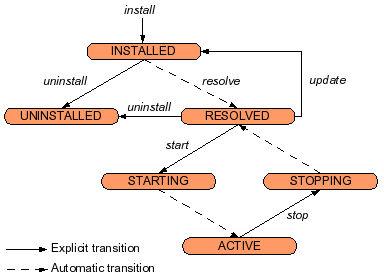 install
INSTALLED
uninstall
resolve
update
UNINSTALLED
uninstall
RESOLVED
start
STARTING
STOPPING
stop
ACTIVE
Explicit transition
Automatic transition